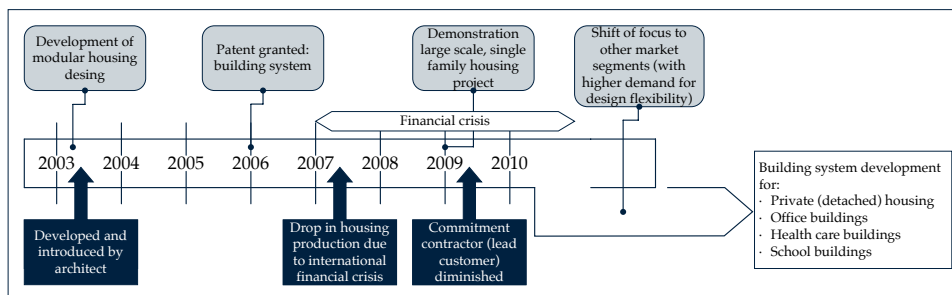 Development of
modular housing
desing
Patent granted:
building system
Demonstration
large scale, single
family housing
project
Shift of focus to
other market
segments (with
higher demand for
design flexibility)
Financial crisis
2003
2004
2005
2006
2007
2008
2009
2010
Developed and
introduced by
architect
Drop in housing
production due
to international
financial crisis
Commitment
contractor (lead
customer)
diminished
Building system development
for:
· Private (detached) housing
· Office buildings
· Health care buildings
· School buildings